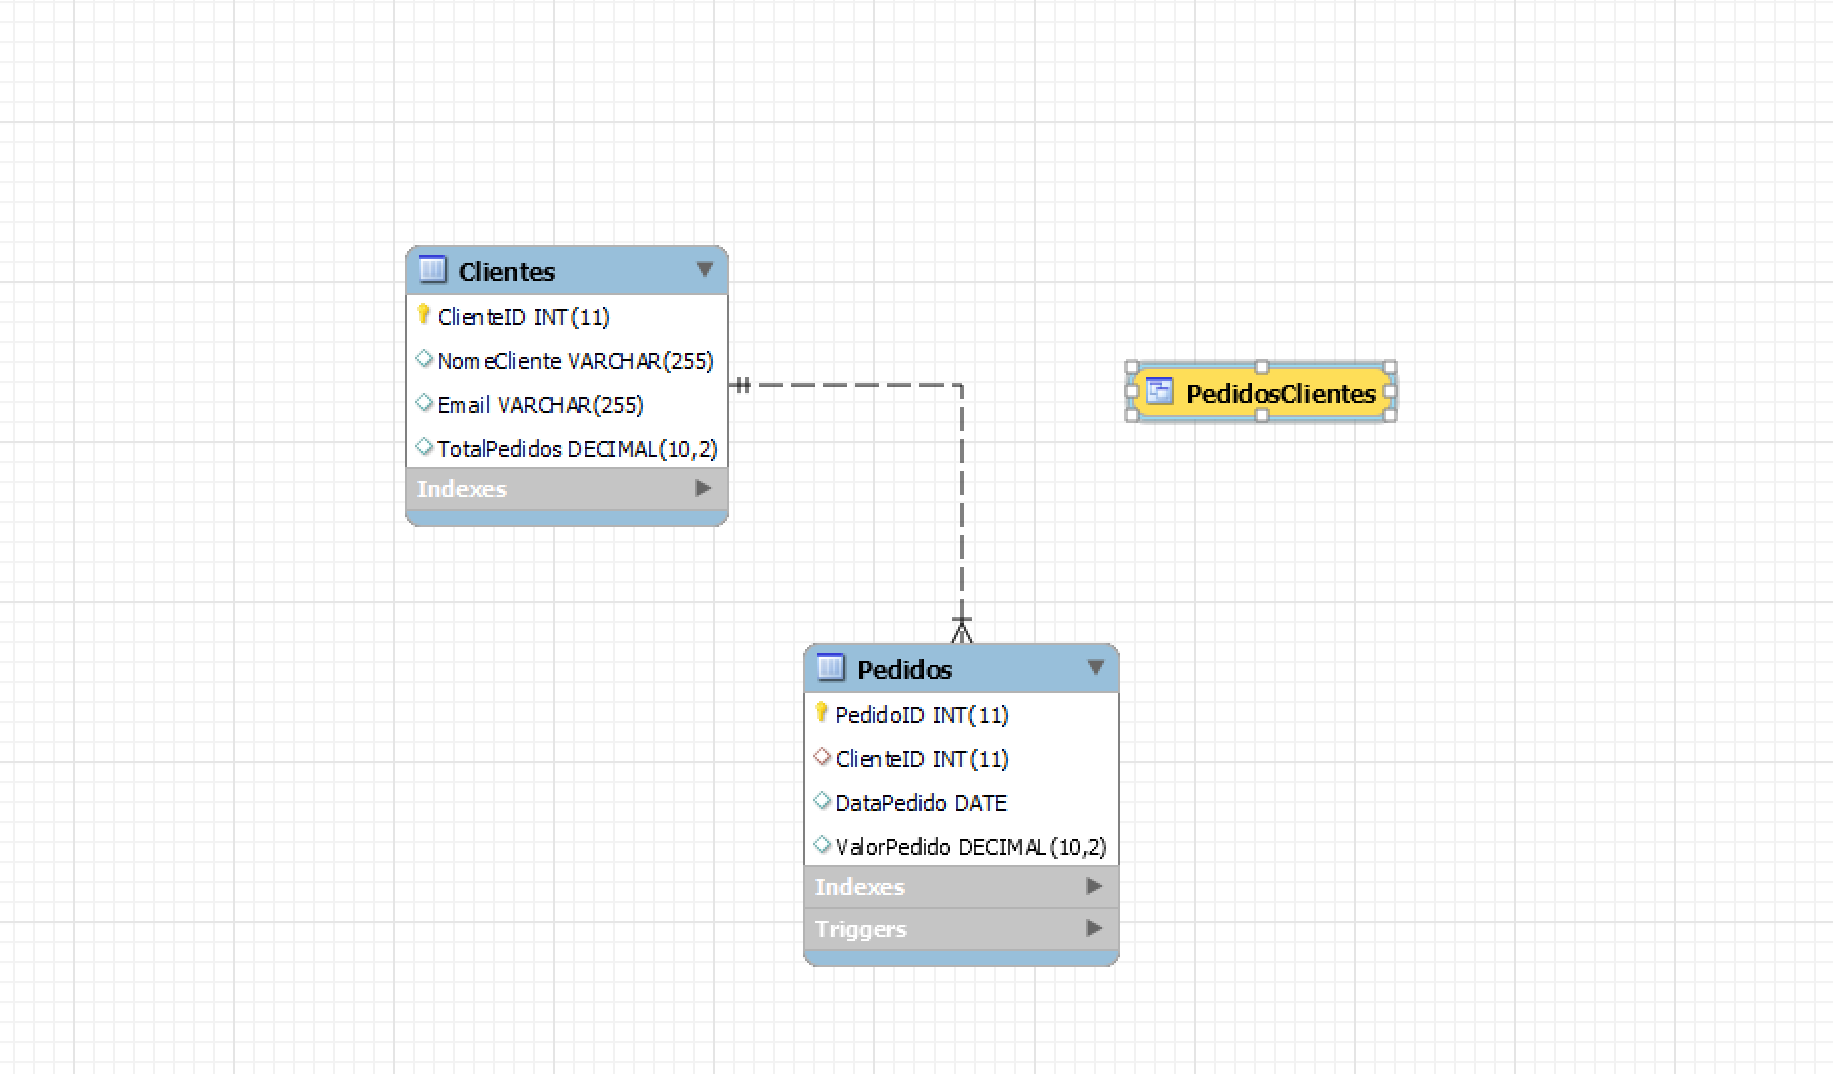 Clientes
ClienteID INT(11)
NomeCliente VARCHAR(255)
Email VARCHAR(255)
TotalPedidos DECIMAL(10,2)
Indexes
PedidosClientes
Pedidos
PedidoID INT(11)
ClienteID INT(11)
DataPedido DATE
ValorPedido DECIMAL(10,2)
Indexes
Triggers